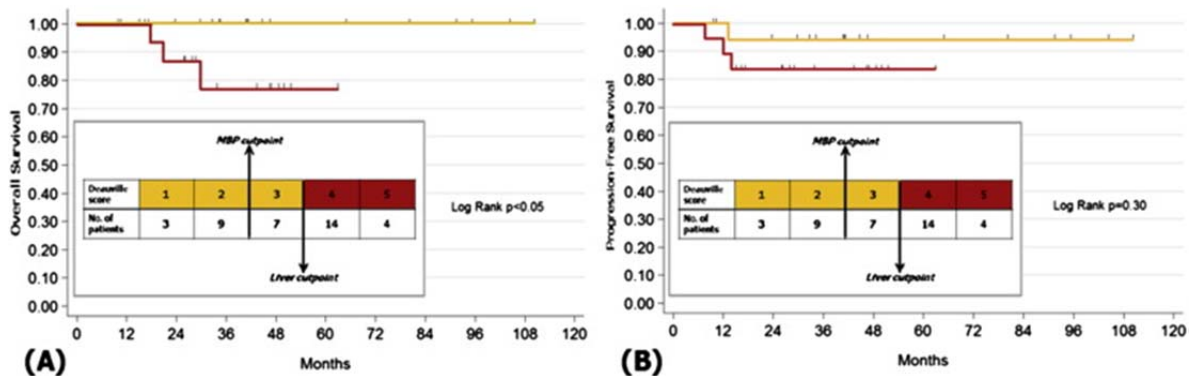 1.00
0.90
0.80
0.70
0.60
0.50
0.40
0.30
0.20
0.10
0.00
Overall Survival
MBP cutpoint
Deauville score 1 2 3 4 5
No. of patients 3 9 7 14 4
Liver cutpoint
Log Rank p<0.05
0 12 24 36 48 60 72 84 96 108 120
Months
(A)
1.00
0.90
0.80
0.70
0.60
0.50
0.40
0.30
0.20
0.10
0.00
Progression-Free Survival
MBP cutpoint
Deauville score 1 2 3 4 5
No. of patients 3 9 7 14 4
Liver cutpoint
Log Rank p=0.30
0 12 24 36 48 60 72 84 96 108 120
Months
(B)